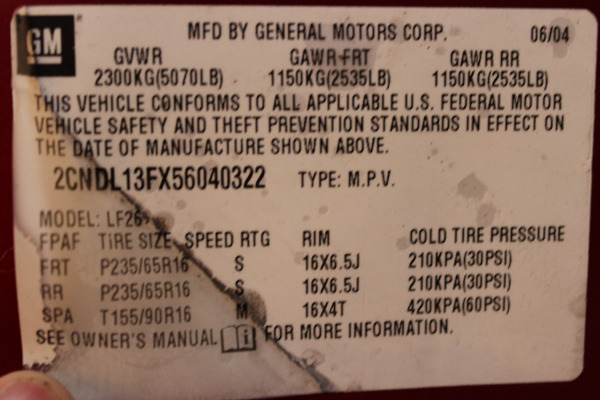 GM
MFD BY GENERAL MOTORS CORP. 06/04
GVWR GAWR FRT GAWR RR
2300KG(5070LB) 1150KG(2535LB) 1150KG(2535LB)
THIS VEHICLE CONFORMS TO ALL APPLICABLE U.S. FEDERAL MOTOR
VEHICLE SAFETY AND THEFT PREVENTION STANDARDS IN EFFECT ON
THE DATE OF MANUFACTURE SHOWN ABOVE.
2CNDL13FX56040322 TYPE: M.P.V.
MODEL: LF26
FPAF TIRE SIZE SPEED RTG RIM COLD TIRE PRESSURE
FRT P235/65R16 S 16X6.5J 210KPA(30PSI)
RR P235/65R16 S 16X6.5J 210KPA(30PSI)
SPA T155/90R16 M 16X4T 420KPA(60PSI)
SEE OWNER'S MANUAL i FOR MORE INFORMATION.